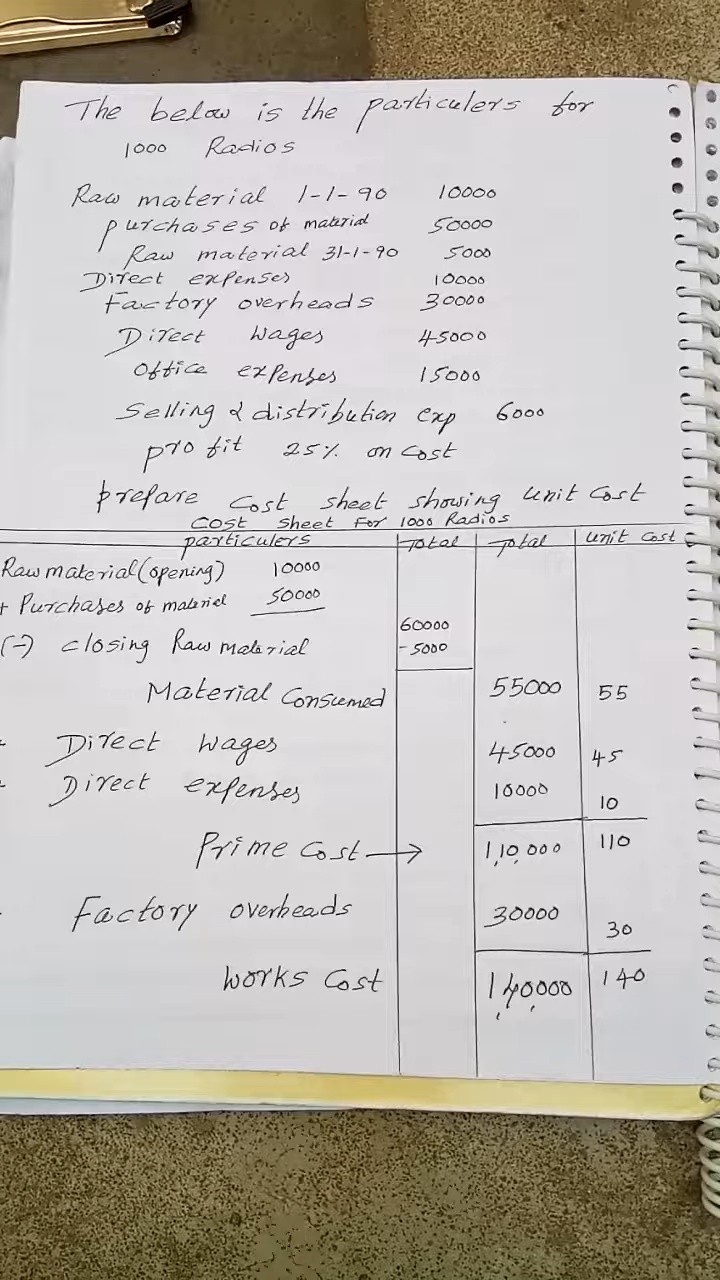 The below is the particulers for
1000 Radios
Raw material 1-1-90 10000
purchases of material 50000
Raw material 31-1-90 5000
Direct expenses 10000
Factory overheads 30000
Direct wages 45000
Office expenses 15000
Selling & distribution exp 6000
profit 25% on cost
prepare cost sheet showing unit cost
COST Sheet For 1000 Radios
particulers Total Total unit cost
Raw material (opening) 10000
+ Purchases of material 50000
60000
(-) closing Raw material - 5000
Material Consumed 55000 55
Direct wages 45000 45
Direct expenses 10000 10
Prime Cost → 1,10,000 110
Factory overheads 30000 30
Works Cost 1,40,000 140